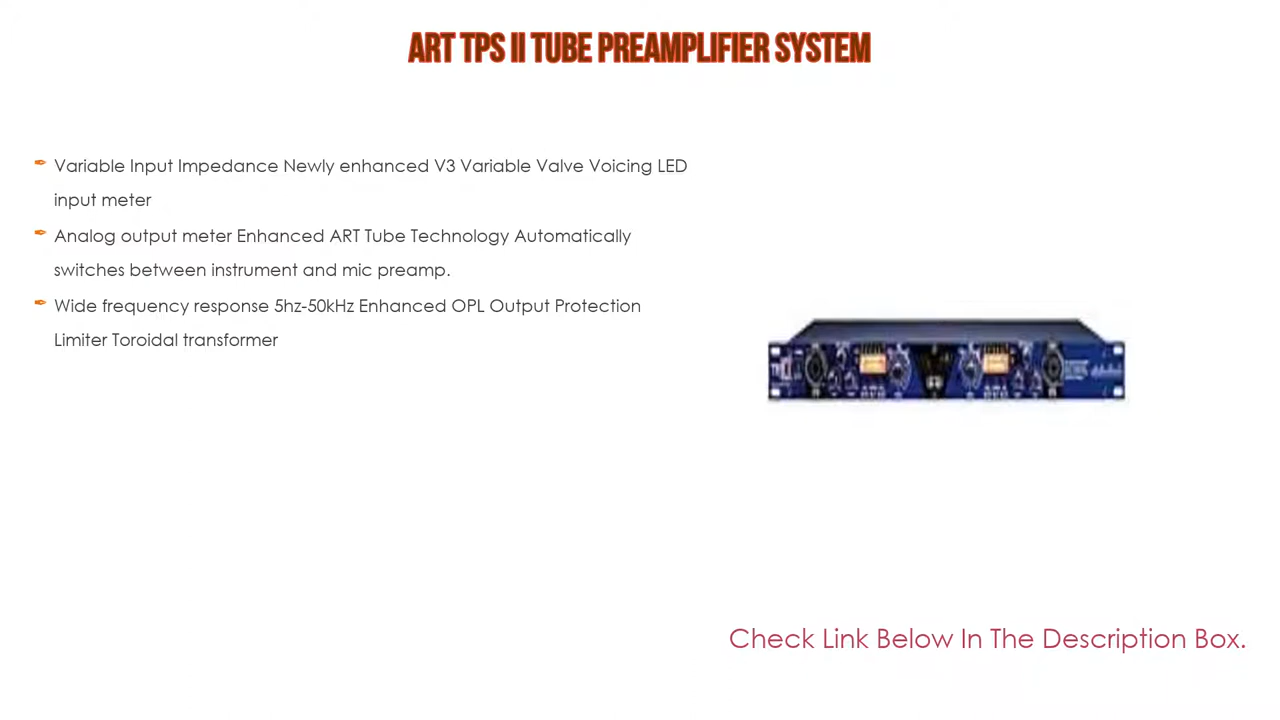 ART TPS II TUBE PREAMPLIFIER SYSTEM
Variable Input Impedance Newly enhanced V3 Variable Valve Voicing LED
input meter
Analog output meter Enhanced ART Tube Technology Automatically
switches between instrument and mic preamp.
Wide frequency response 5hz-50kHz Enhanced OPL Output Protection
Limiter Toroidal transformer
Check Link Below In The Description Box.